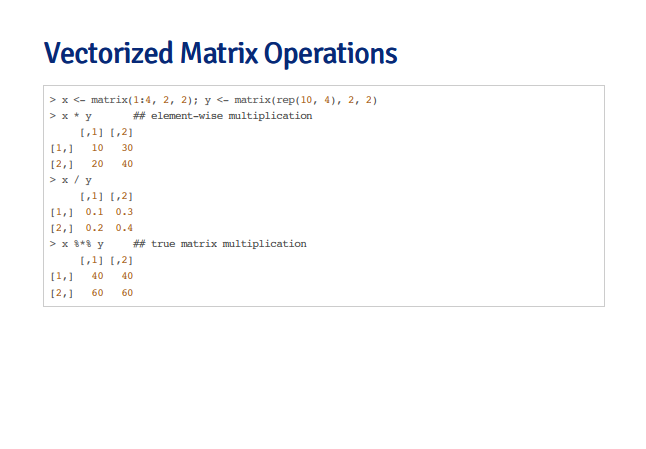 Vectorized Matrix Operations
> x <- matrix(1:4, 2, 2); y <- matrix(rep(10, 4), 2, 2)
> x * y       ## element-wise multiplication
     [,1] [,2]
[1,]   10   30
[2,]   20   40
> x / y
     [,1] [,2]
[1,]  0.1  0.3
[2,]  0.2  0.4
> x %*% y     ## true matrix multiplication
     [,1] [,2]
[1,]   40   40
[2,]   60   60